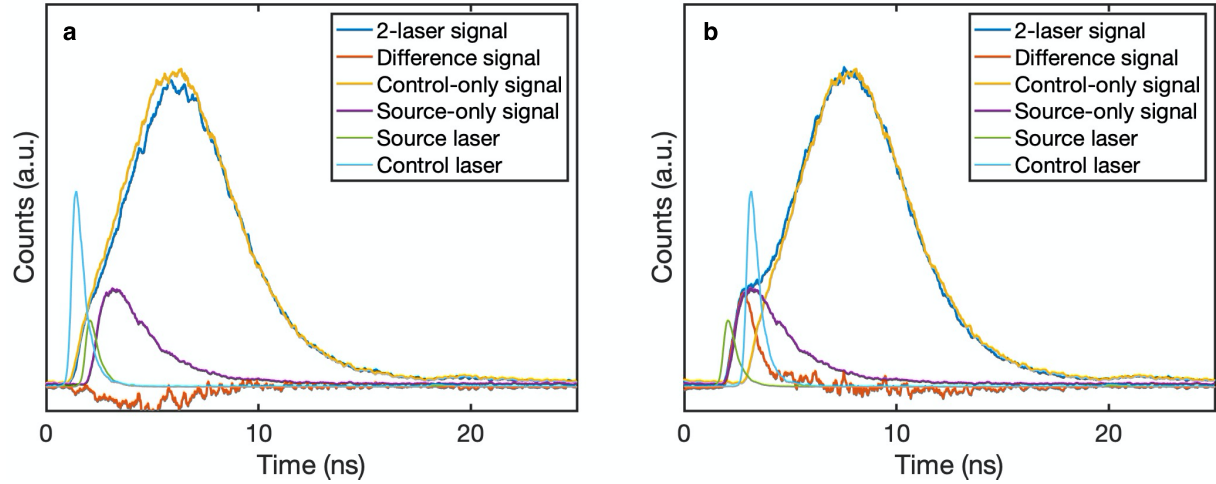 a
2-laser signal
Difference signal
Control-only signal
Source-only signal
Source laser
Control laser
Counts (a.u.)
0 10 20
Time (ns)
b
2-laser signal
Difference signal
Control-only signal
Source-only signal
Source laser
Control laser
Counts (a.u.)
0 10 20
Time (ns)